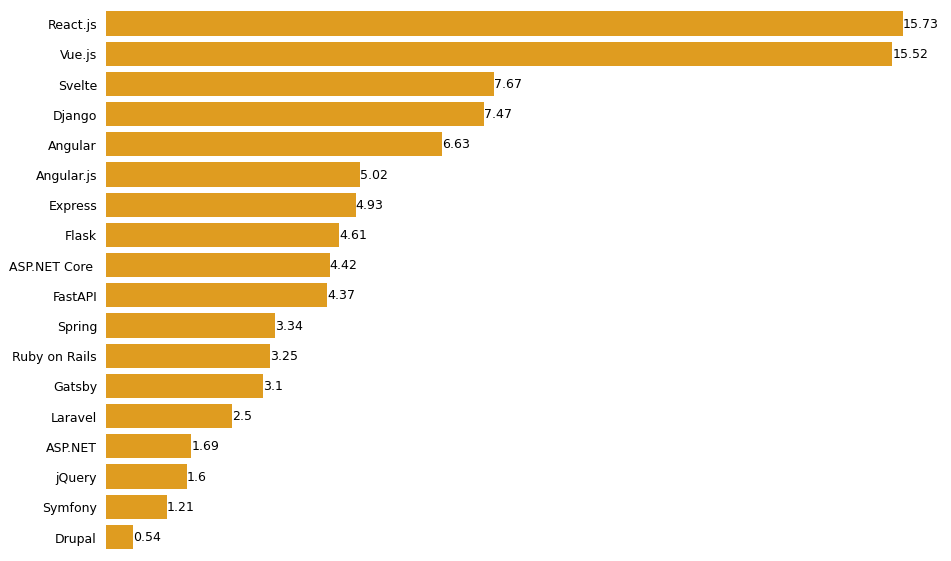 React.js 15.73
Vue.js 15.52
Svelte 7.67
Django 7.47
Angular 6.63
Angular.js 5.02
Express 4.93
Flask 4.61
ASP.NET Core 4.42
FastAPI 4.37
Spring 3.34
Ruby on Rails 3.25
Gatsby 3.1
Laravel 2.5
ASP.NET 1.69
jQuery 1.6
Symfony 1.21
Drupal 0.54